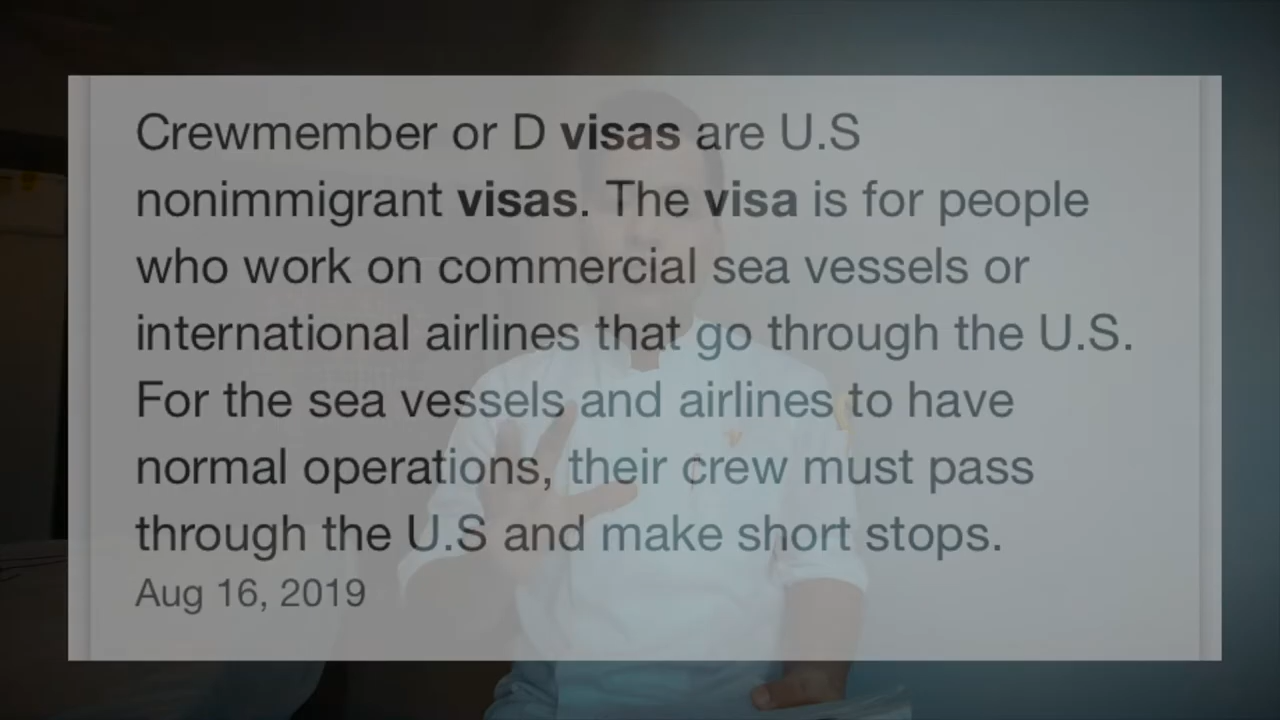 Crewmember or D visas are U.S
nonimmigrant visas. The visa is for people
who work on commercial sea vessels or
international airlines that go through the U.S.
For the sea vessels and airlines to have
normal operations, their crew must pass
through the U.S and make short stops.
Aug 16, 2019